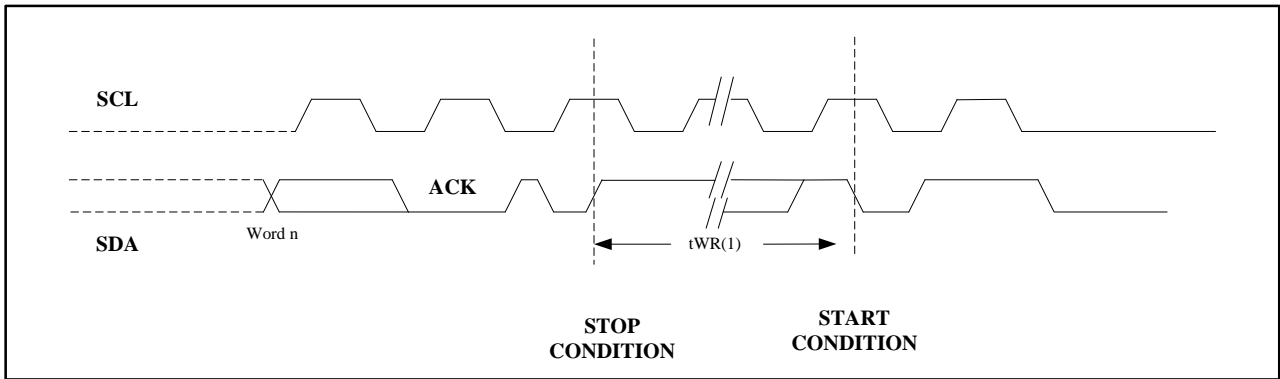 SCL
ACK
Word n
SDA
tWR(1)
STOP
CONDITION
START
CONDITION